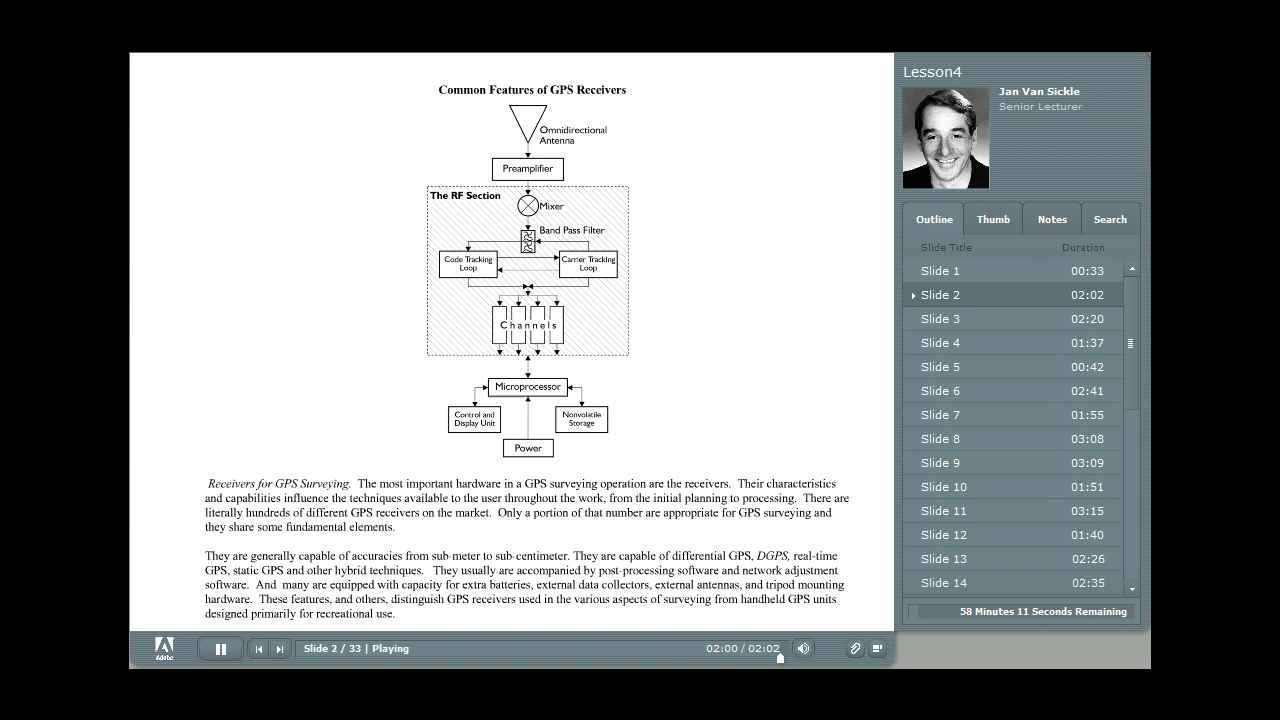 Common Features of GPS Receivers
Omnidirectional
Antenna
Preamplifier
The RF Section
Mixer
Band Pass Filter
Code Tracking
Loop
Carrier Tracking
Loop
Channels
Microprocessor
Control and
Display Unit
Nonvolatile
Storage
Power
Receivers for GPS Surveying. The most important hardware in a GPS surveying operation are the receivers. Their characteristics
and capabilities influence the techniques available to the user throughout the work, from the initial planning to processing. There are
literally hundreds of different GPS receivers on the market. Only a portion of that number are appropriate for GPS surveying and
they share some fundamental elements.
They are generally capable of accuracies from sub-meter to sub-centimeter. They are capable of differential GPS, DGPS, real-time
GPS, static GPS and other hybrid techniques. They usually are accompanied by post-processing software and network adjustment
software. And many are equipped with capacity for extra batteries, external data collectors, external antennas, and tripod mounting
hardware. These features, and others, distinguish GPS receivers used in the various aspects of surveying from handheld GPS units
designed primarily for recreational use.
Lesson4
Jan Van Sickle
Senior Lecturer
Outline Thumb Notes Search
Slide Title Duration
Slide 1 00:33
Slide 2 02:02
Slide 3 02:20
Slide 4 01:37
Slide 5 00:42
Slide 6 02:41
Slide 7 01:55
Slide 8 03:08
Slide 9 03:09
Slide 10 01:51
Slide 11 03:15
Slide 12 01:40
Slide 13 02:26
Slide 14 02:35
58 Minutes 11 Seconds Remaining
Adobe
Slide 2 / 33 | Playing
02:00 / 02:02